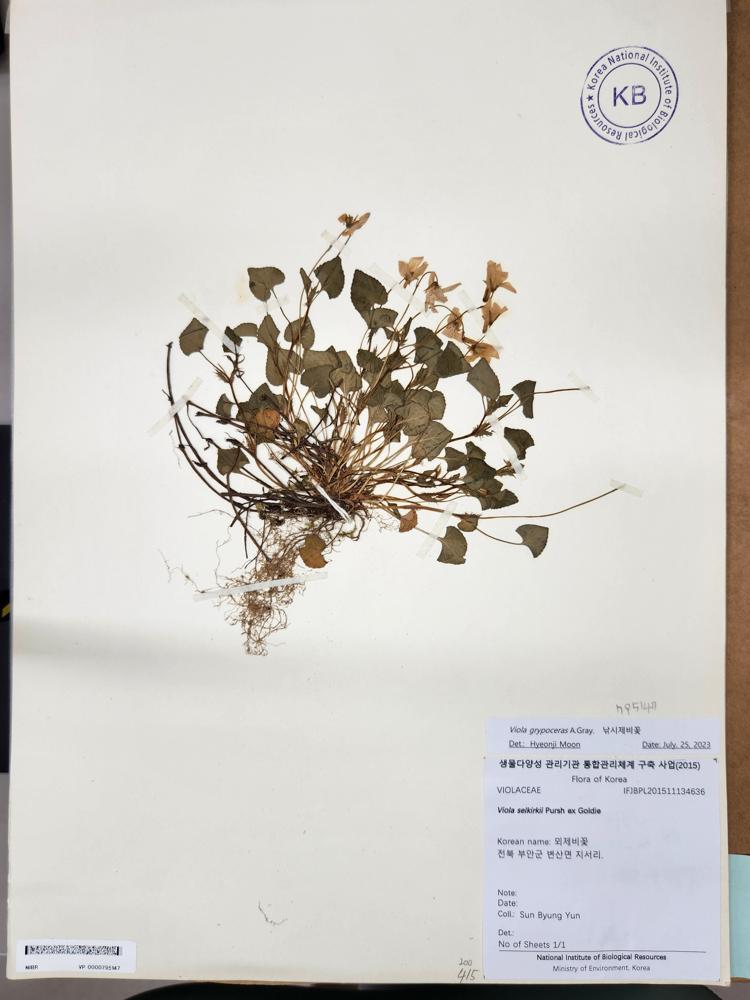 Korea National Institute of Biological Resources ★
KB
795147
Viola grypoceras A.Gray. 낚시제비꽃
Det.: Hyeonji Moon Date: July. 25, 2023
생물다양성 관리기관 통합관리체계 구축 사업(2015)
Flora of Korea
VIOLACEAE IFJBPL201511134636
Viola selkirkii Pursh ex Goldie
Korean name: 뫼제비꽃
전북 부안군 변산면 지서리.
Note:
Date:
Coll.: Sun Byung Yun
Det.:
No of Sheets 1/1
National Institute of Biological Resources
Ministry of Environment, Korea
NIBR VP 0000795147
200
415